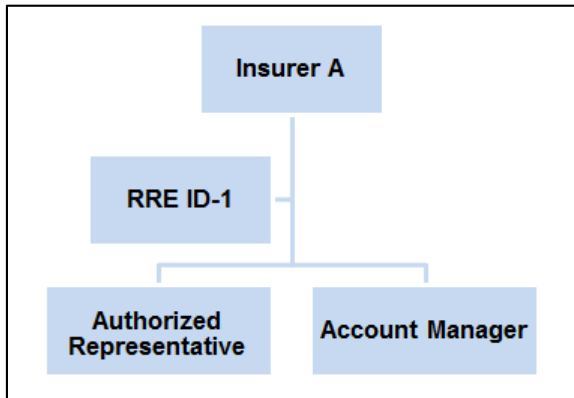 Insurer A
RRE ID-1
Authorized
Representative
Account Manager